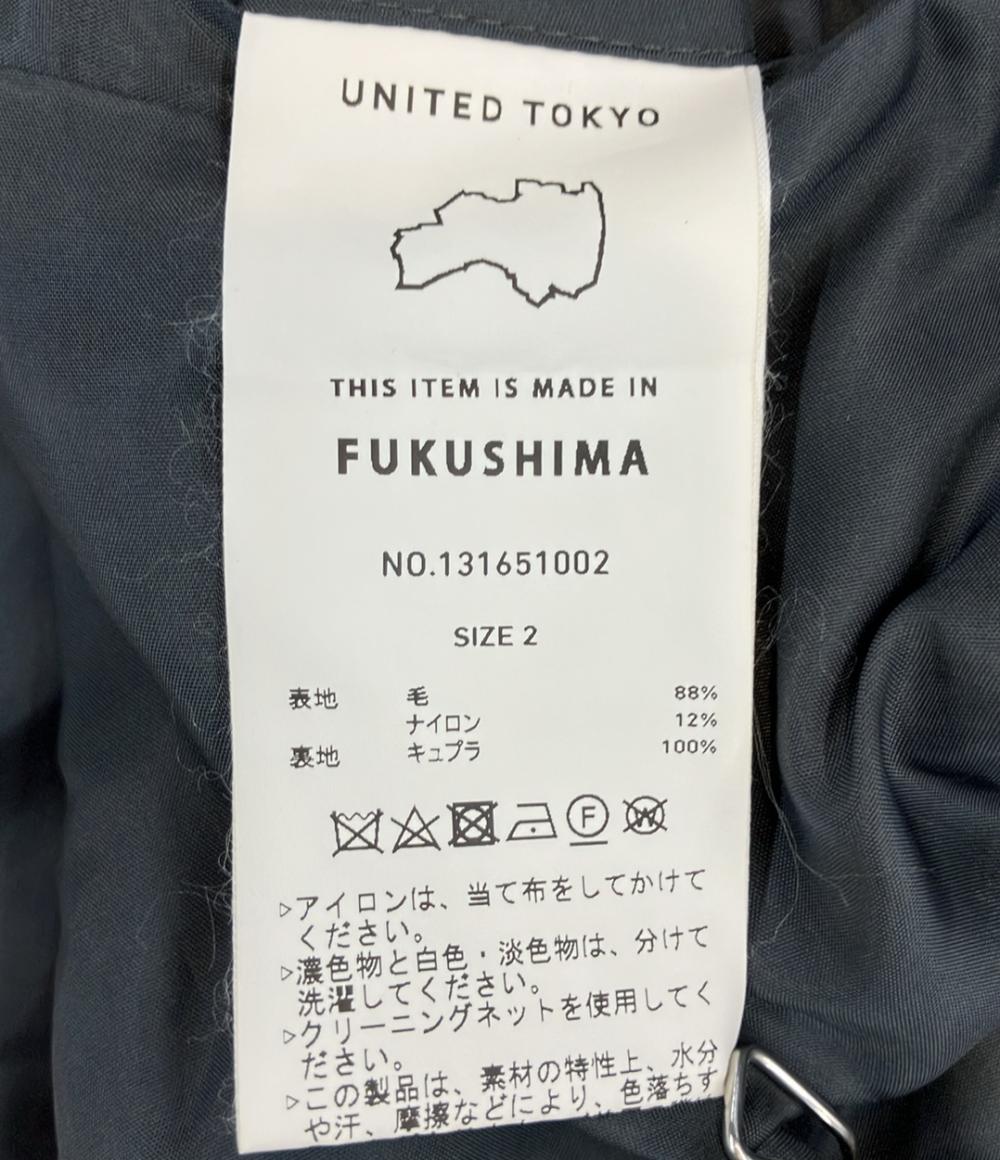 UNITED TOKYO
THIS ITEM IS MADE IN
FUKUSHIMA
NO.131651002
SIZE 2
表地 毛 88%
ナイロン 12%
裏地 キュプラ 100%
F W
▷アイロンは、当て布をしてかけて
ください。
▷濃色物と白色・淡色物は、分けて
洗濯してください。
▷クリーニングネットを使用してく
ださい。
▷この製品は、素材の特性上、水分
や汗、摩擦などにより、色落ちす